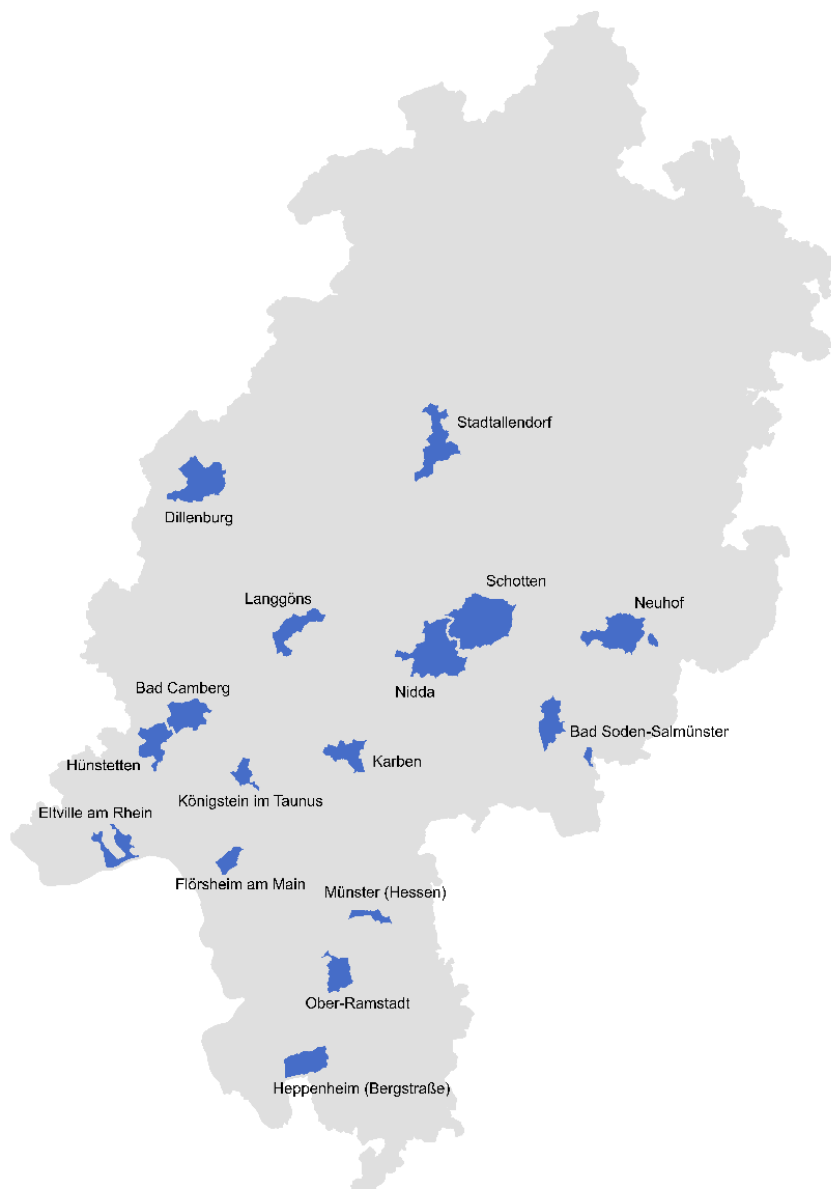 Stadtallendorf
Dillenburg
Schotten
Langgöns
Neuhof
Bad Camberg
Nidda
Bad Soden-Salmünster
Hünstetten
Karben
Königstein im Taunus
Eltville am Rhein
Flörsheim am Main
Münster (Hessen)
Ober-Ramstadt
Heppenheim (Bergstraße)